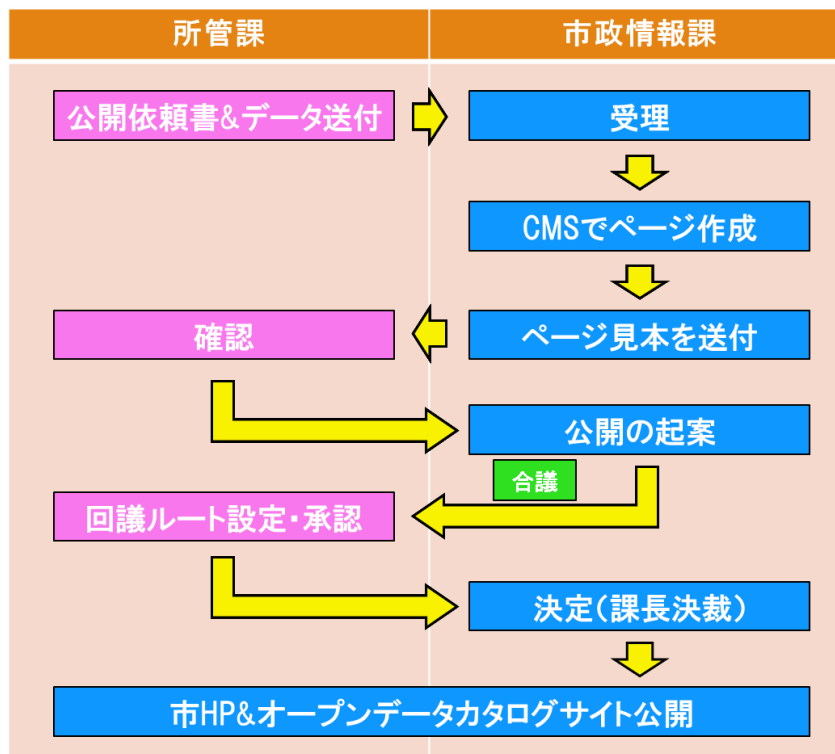 所管課
市政情報課
公開依頼書&データ送付
受理
CMSでページ作成
ページ見本を送付
確認
公開の起案
合議
回議ルート設定・承認
決定(課長決裁)
市HP&オープンデータカタログサイト公開